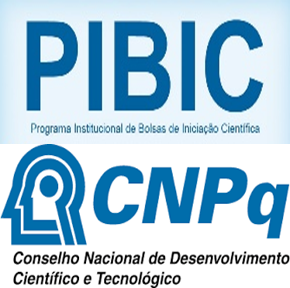 PIBIC
Programa Institucional de Bolsas de Iniciação Científica
CNPq
Conselho Nacional de Desenvolvimento
Científico e Tecnológico